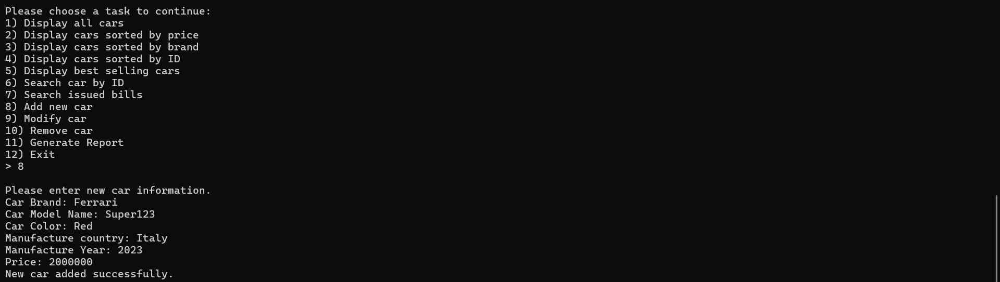 Please choose a task to continue:
1) Display all cars
2) Display cars sorted by price
3) Display cars sorted by brand
4) Display cars sorted by ID
5) Display best selling cars
6) Search car by ID
7) Search issued bills
8) Add new car
9) Modify car
10) Remove car
11) Generate Report
12) Exit
> 8
Please enter new car information.
Car Brand: Ferrari
Car Model Name: Super123
Car Color: Red
Manufacture country: Italy
Manufacture Year: 2023
Price: 2000000
New car added successfully.